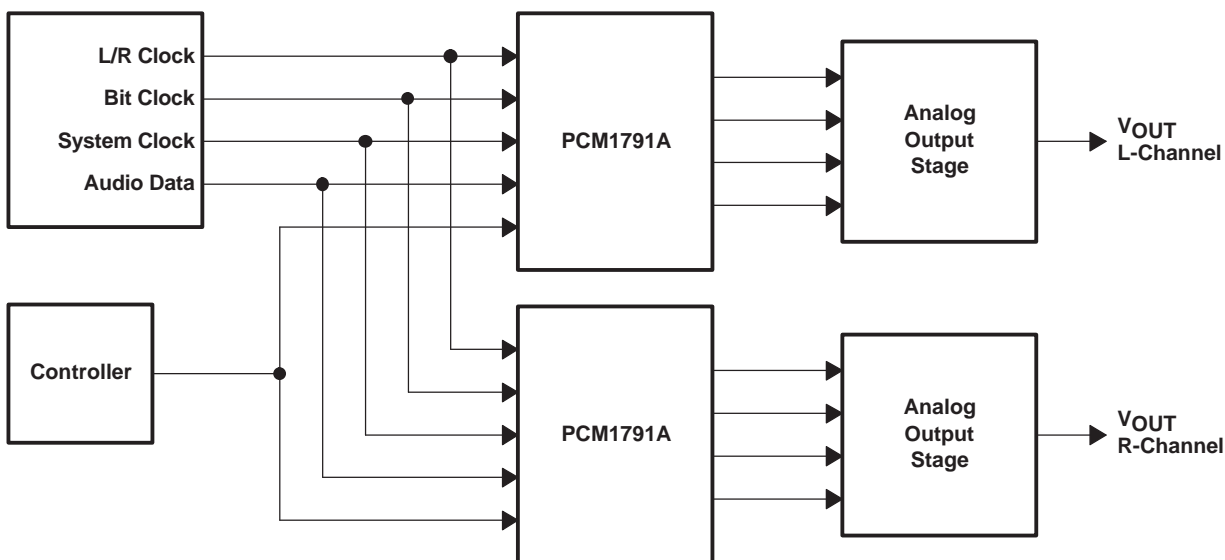 L/R Clock
Bit Clock
System Clock
Audio Data
PCM1791A
Analog
Output
Stage
VOUT
L-Channel
Controller
PCM1791A
Analog
Output
Stage
VOUT
R-Channel